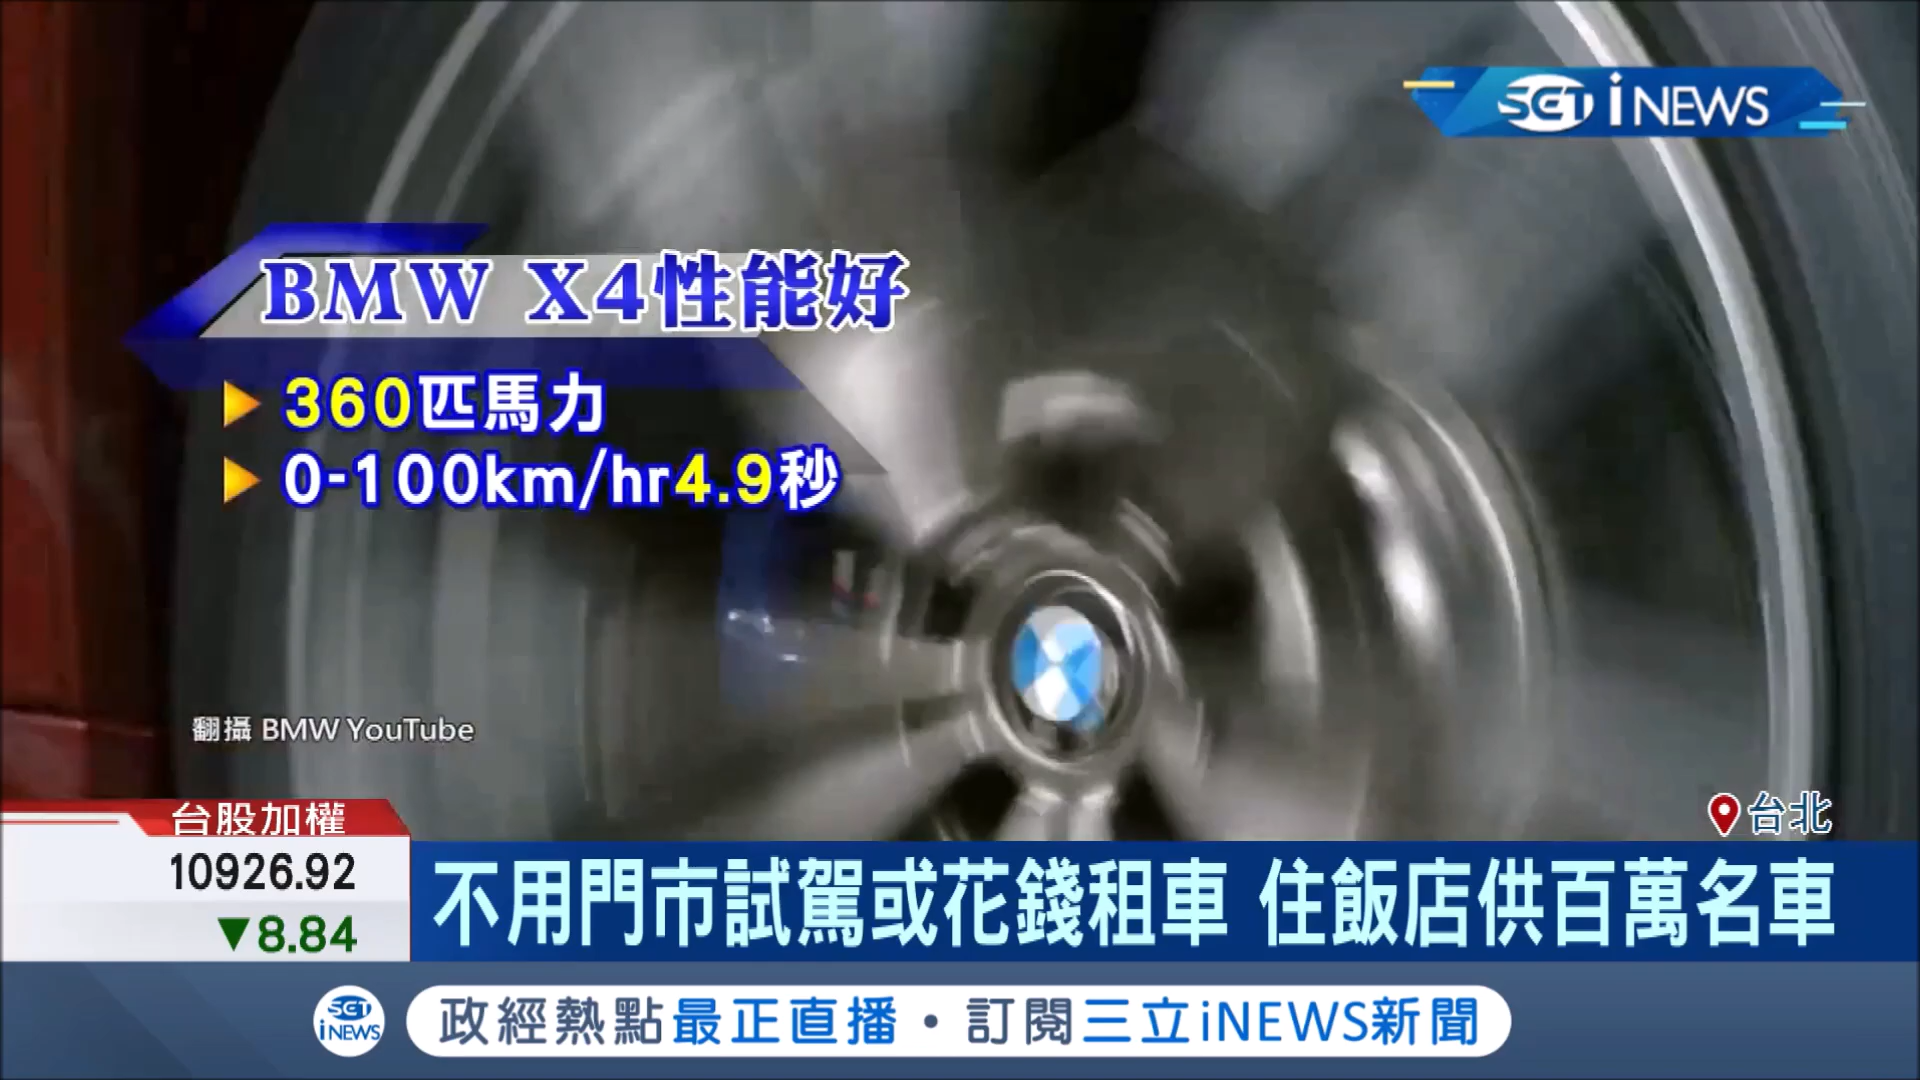 SET iNEWS
BMW X4性能好
360匹馬力
0-100km/hr4.9秒
翻攝 BMW YouTube
台北
台股加權
10926.92
▼8.84
不用門市試駕或花錢租車 住飯店供百萬名車
SET iNEWS
政經熱點最正直播・訂閱三立iNEWS新聞